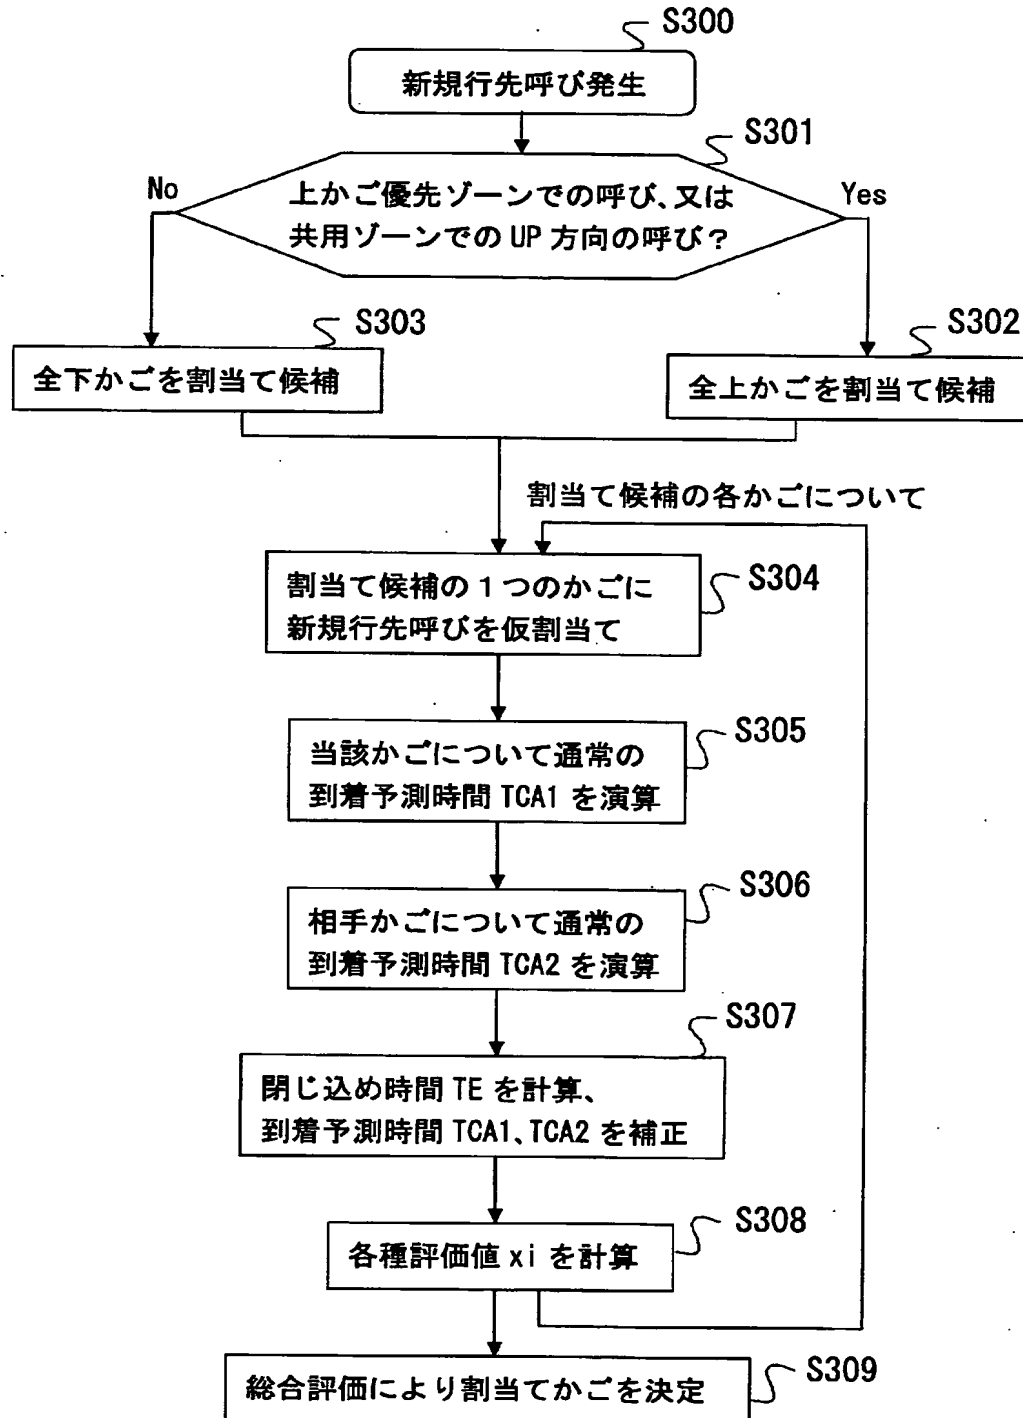 S300
新規行先呼び発生
S301
No
上かご優先ゾーンでの呼び、又は
共用ゾーンでの UP 方向の呼び？
Yes
S303
全下かごを割当て候補
S302
全上かごを割当て候補
割当て候補の各かごについて
S304
割当て候補の１つのかごに
新規行先呼びを仮割当て
S305
当該かごについて通常の
到着予測時間 TCA1 を演算
S306
相手かごについて通常の
到着予測時間 TCA2 を演算
S307
閉じ込め時間 TE を計算、
到着予測時間 TCA1、TCA2 を補正
S308
各種評価値 xi を計算
S309
総合評価により割当てかごを決定